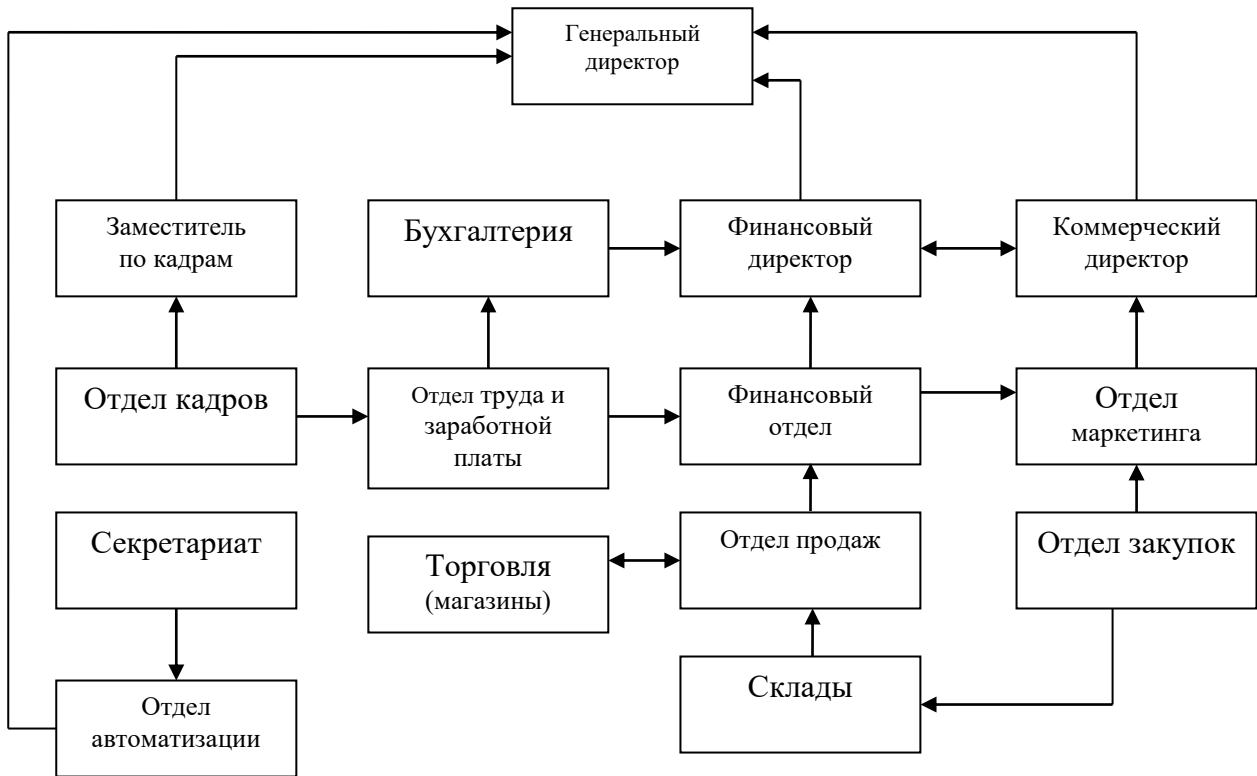 Генеральный
директор
Заместитель
по кадрам
Бухгалтерия
Финансовый
директор
Коммерческий
директор
Отдел кадров
Отдел труда и
заработной
платы
Финансовый
отдел
Отдел
маркетинга
Секретариат
Торговля
(магазины)
Отдел продаж
Отдел закупок
Отдел
автоматизации
Склады